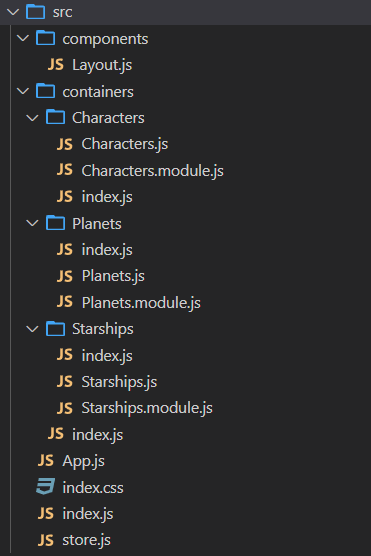 src
components
JS Layout.js
containers
Characters
JS Characters.js
JS Characters.module.js
JS index.js
Planets
JS index.js
JS Planets.js
JS Planets.module.js
Starships
JS index.js
JS Starships.js
JS Starships.module.js
JS index.js
JS App.js
index.css
JS index.js
JS store.js